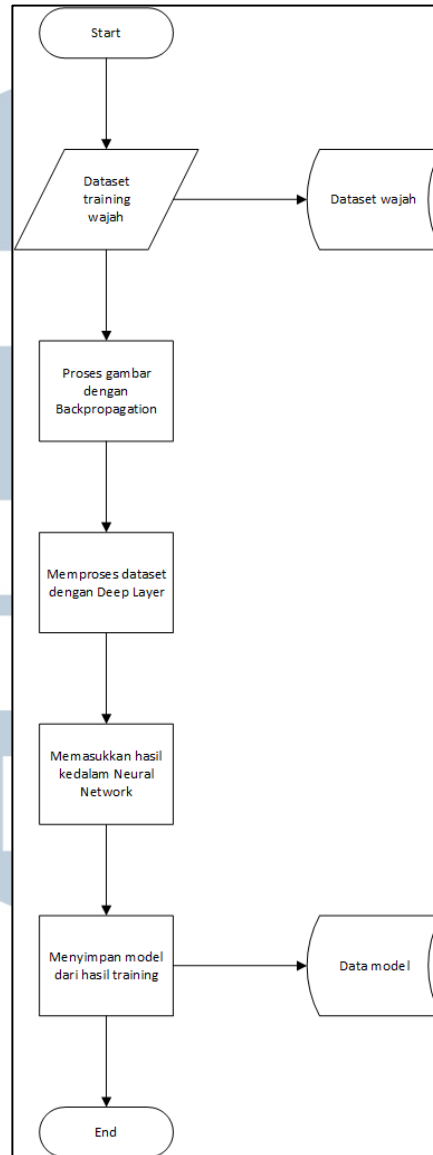 Start
Dataset
training
wajah
Dataset wajah
Proses gambar
dengan
Backpropagation
Memproses dataset
dengan Deep Layer
Memasukkan hasil
kedalam Neural
Network
Menyimpan model
dari hasil training
Data model
End